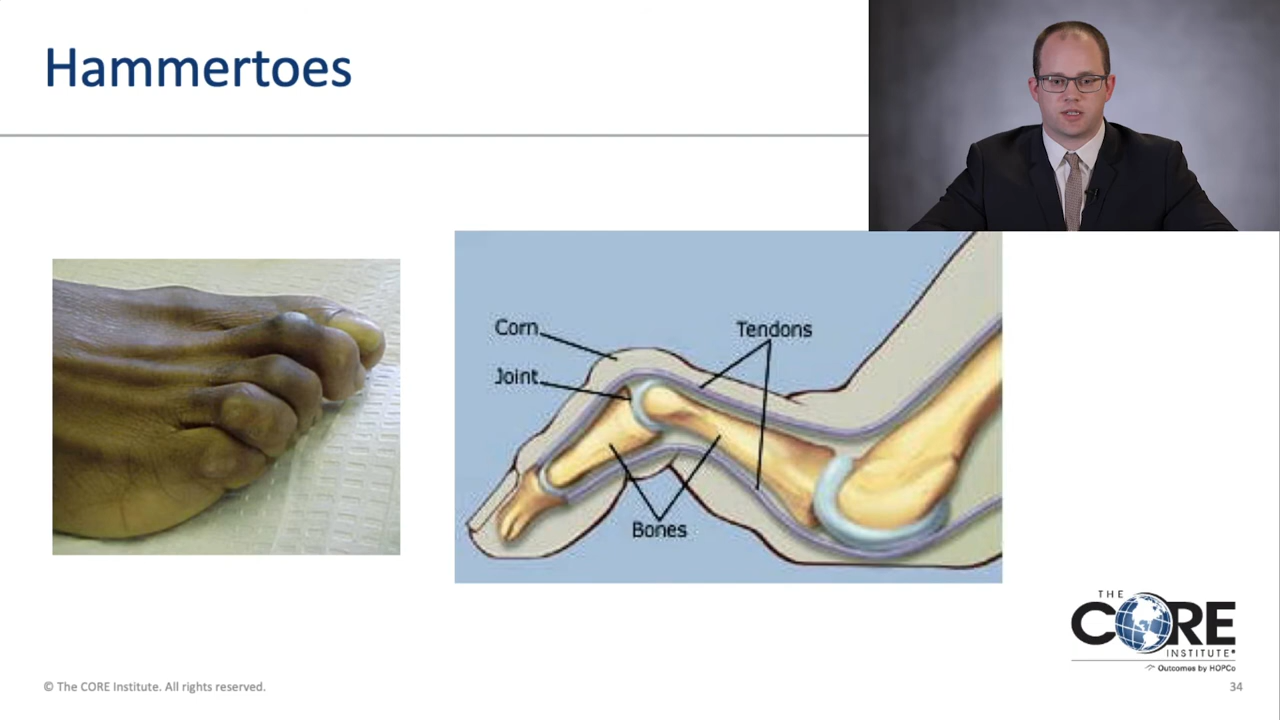 Hammertoes
Corn
Tendons
Joint
Bones
THE
CORE
INSTITUTE®
Outcomes by HOPCo
© The CORE Institute. All rights reserved.
34